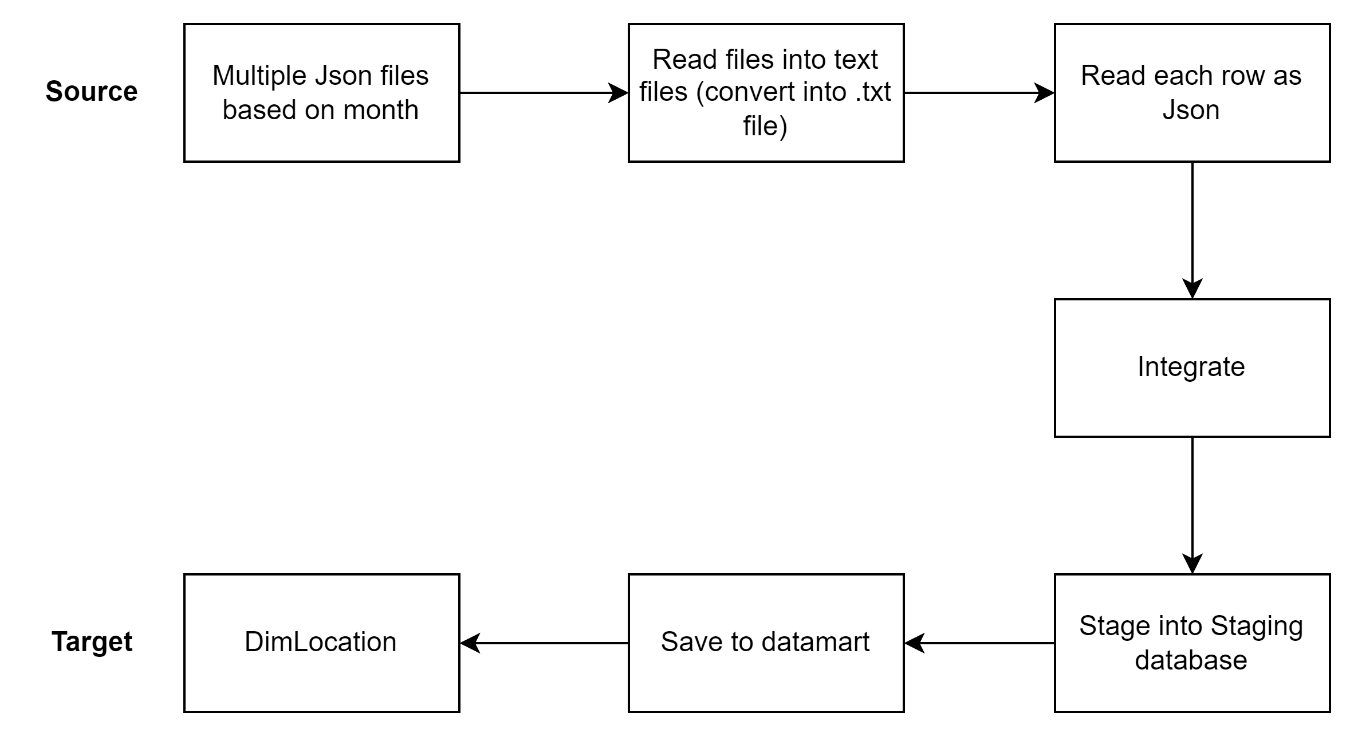 Source
Multiple Json files
based on month
Read files into text
files (convert into .txt
file)
Read each row as
Json
Integrate
Target
DimLocation
Save to datamart
Stage into Staging
database